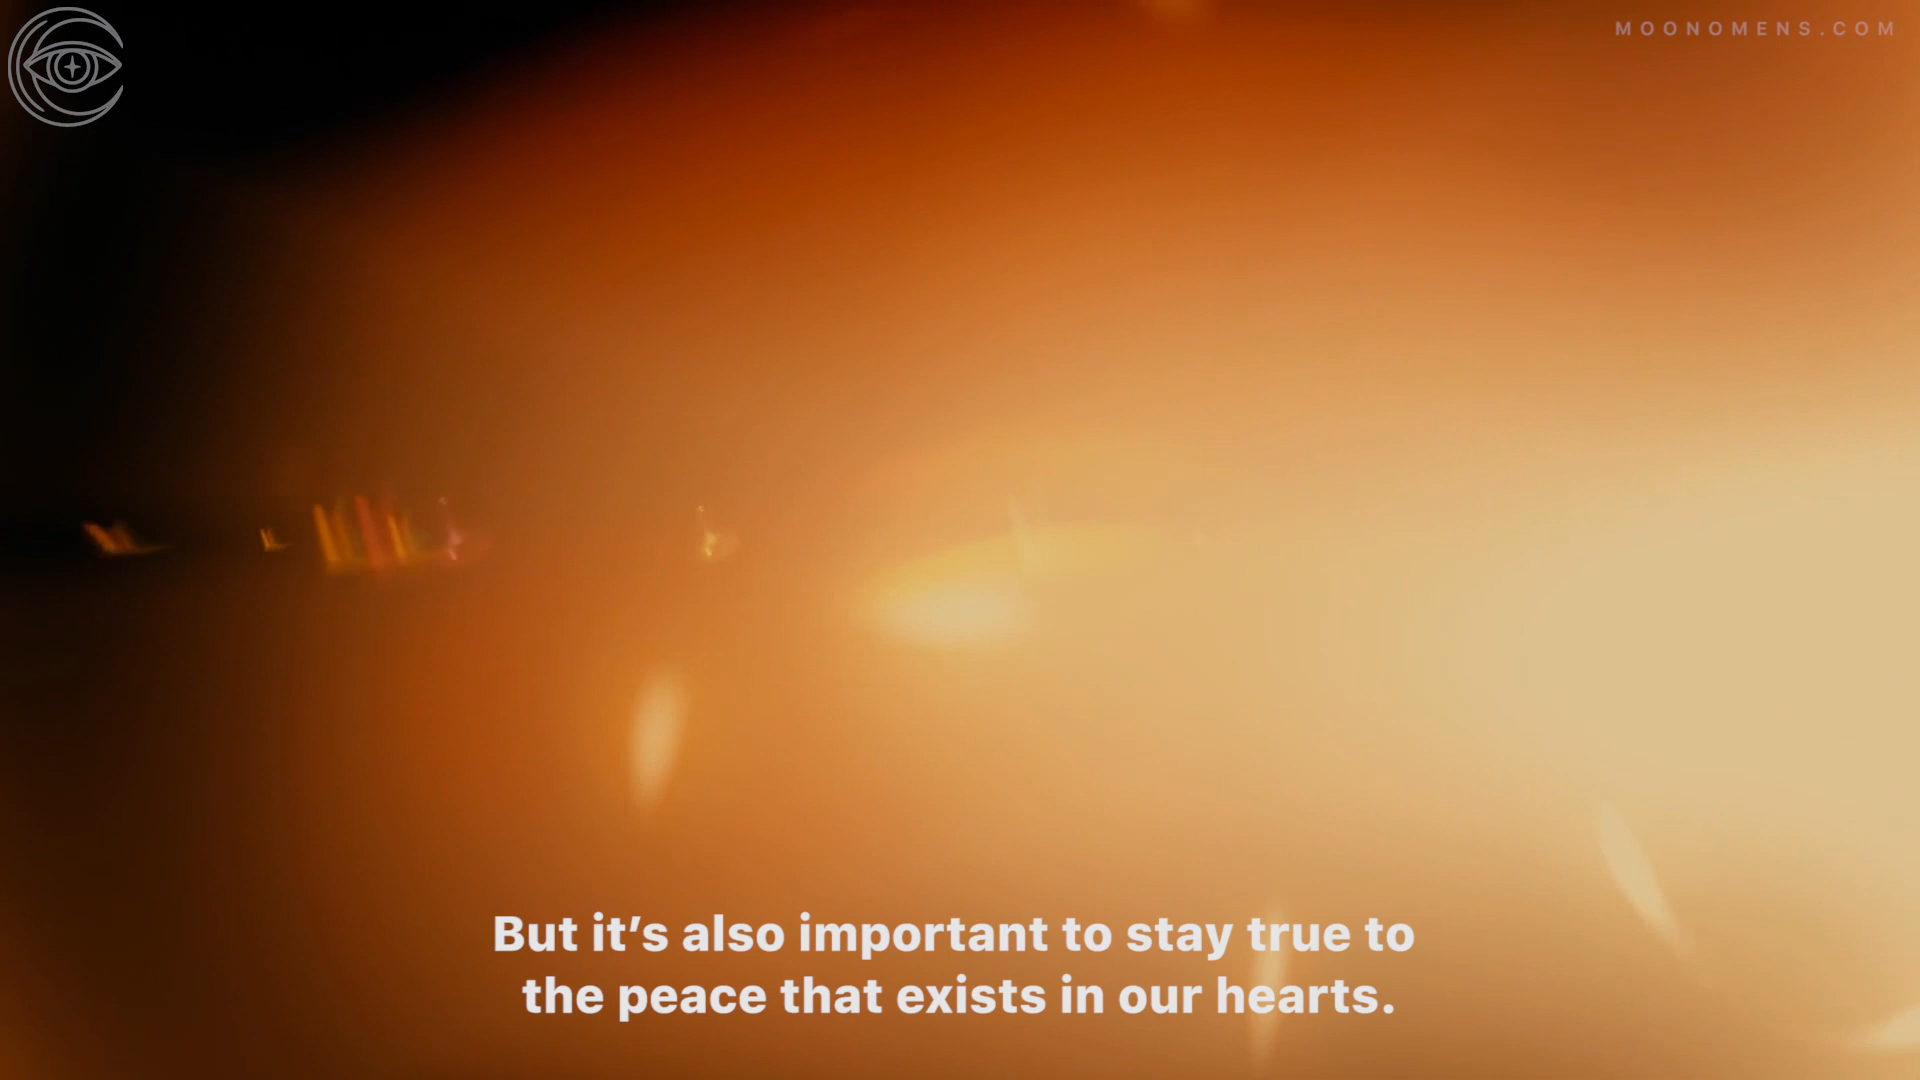 MOONOMENS.COM
But it’s also important to stay true to
the peace that exists in our hearts.